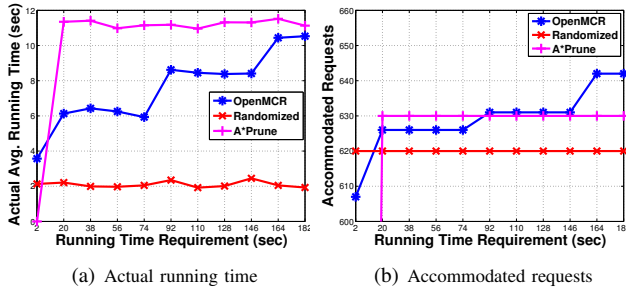 12
10
8
6
4
2
0
Actual Avg. Running Time (sec)
OpenMCR
Randomized
A*Prune
2 20 38 56 74 92 110 128 146 164 182
Running Time Requirement (sec)
(a) Actual running time
660
650
640
630
620
610
600
Accommodated Requests
OpenMCR
Randomized
A*Prune
2 20 38 56 74 92 110 128 146 164 18
Running Time Requirement (sec)
(b) Accommodated requests